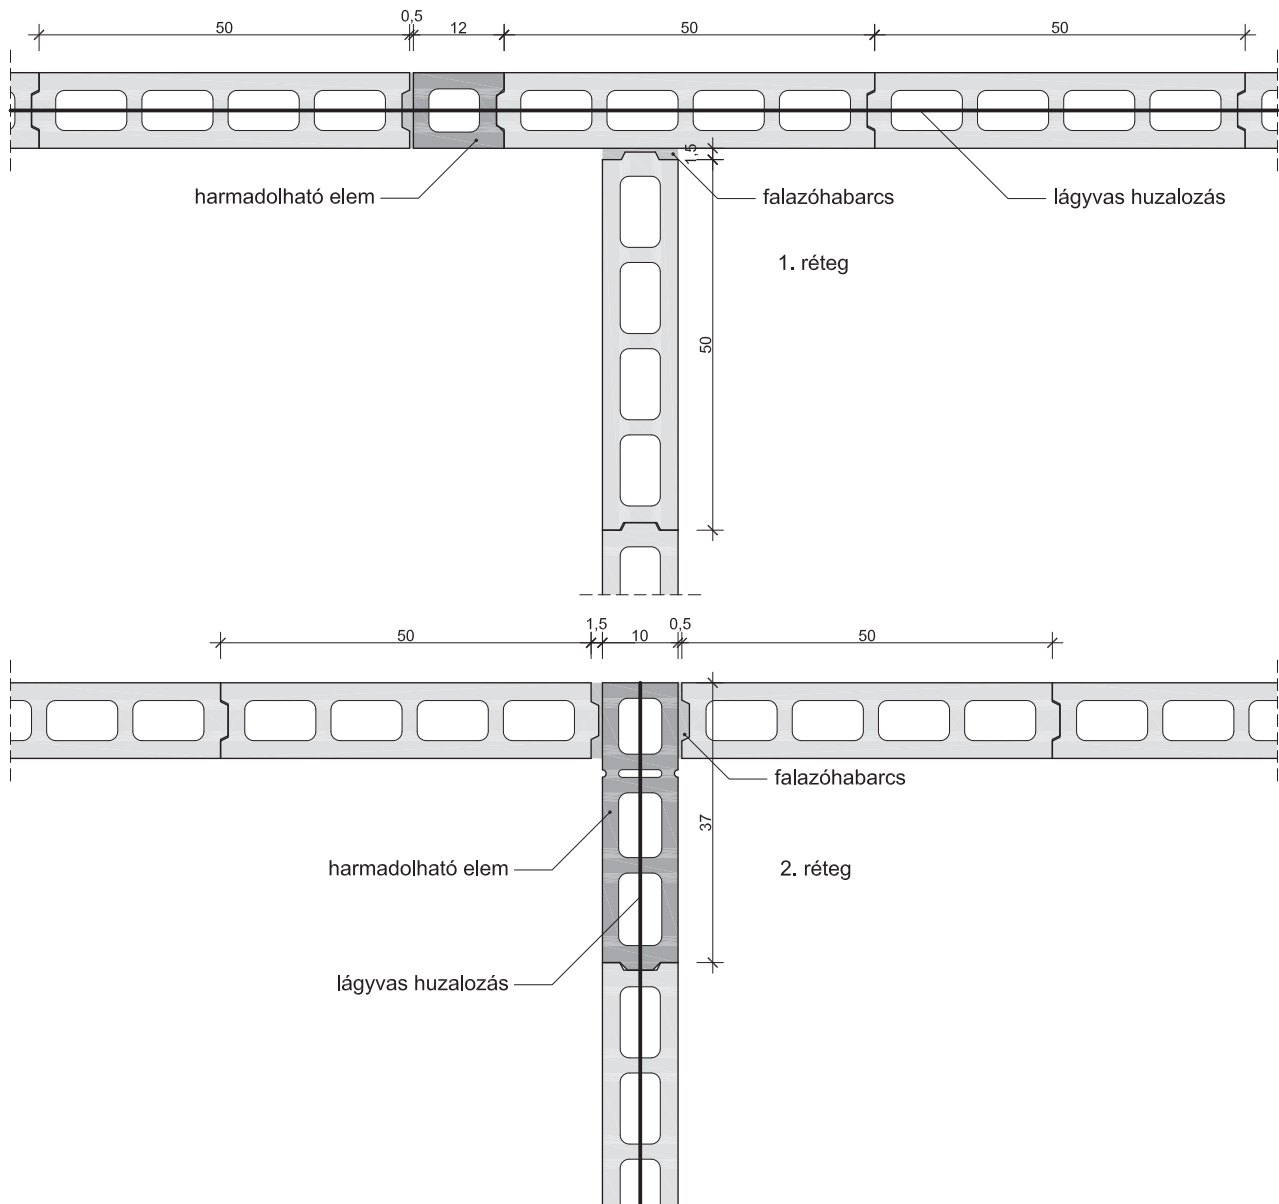 50
0,5
12
50
50
harmadolható elem
1,5
falazóhabarcs
lágyvas huzalozás
1. réteg
50
50
1,5
10
0,5
50
falazóhabarcs
37
harmadolható elem
2. réteg
lágyvas huzalozás